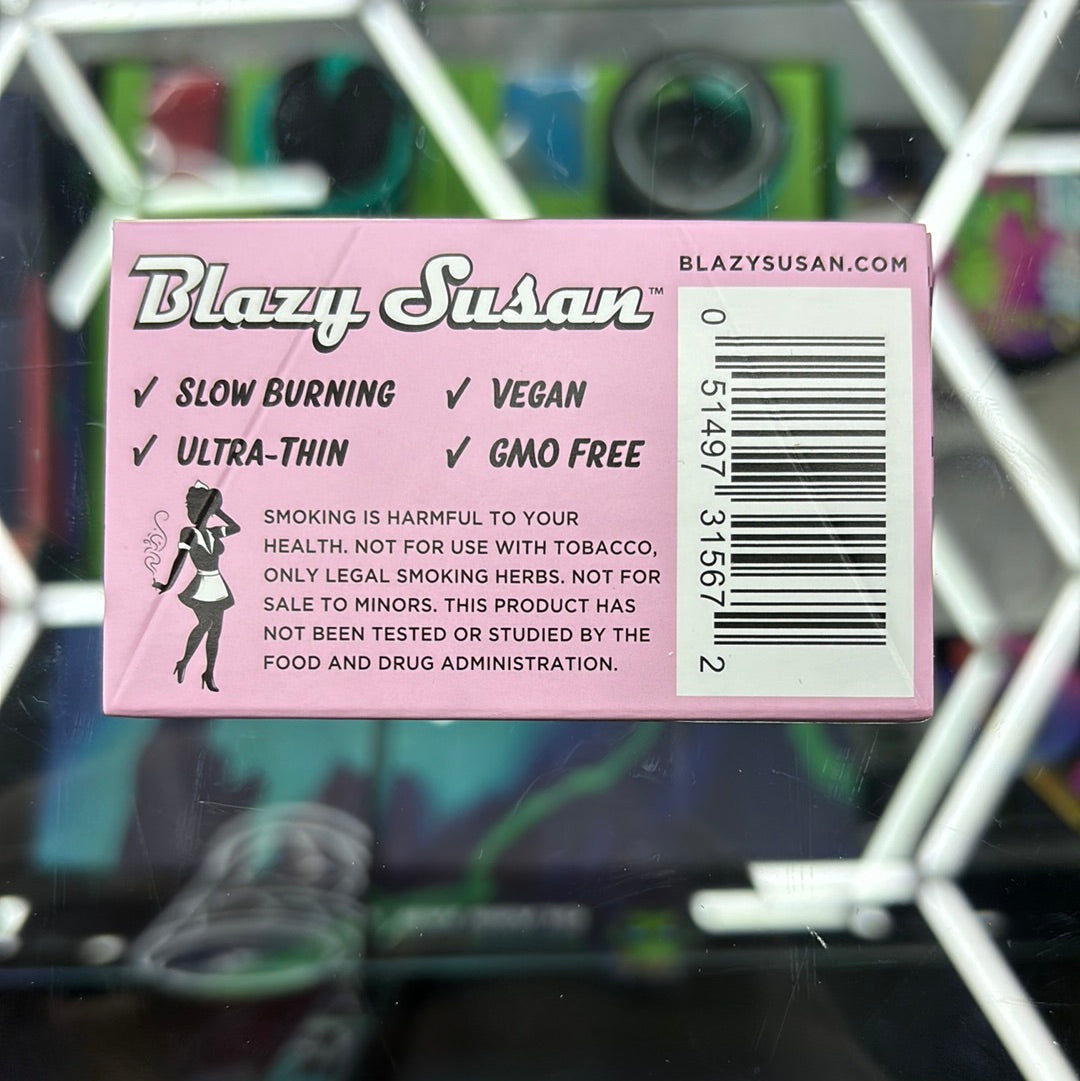 Blazy Susan™
BLAZYSUSAN.COM
✓ SLOW BURNING
✓ VEGAN
✓ ULTRA-THIN
✓ GMO FREE
SMOKING IS HARMFUL TO YOUR
HEALTH. NOT FOR USE WITH TOBACCO,
ONLY LEGAL SMOKING HERBS. NOT FOR
SALE TO MINORS. THIS PRODUCT HAS
NOT BEEN TESTED OR STUDIED BY THE
FOOD AND DRUG ADMINISTRATION.
0 51497 31567 2